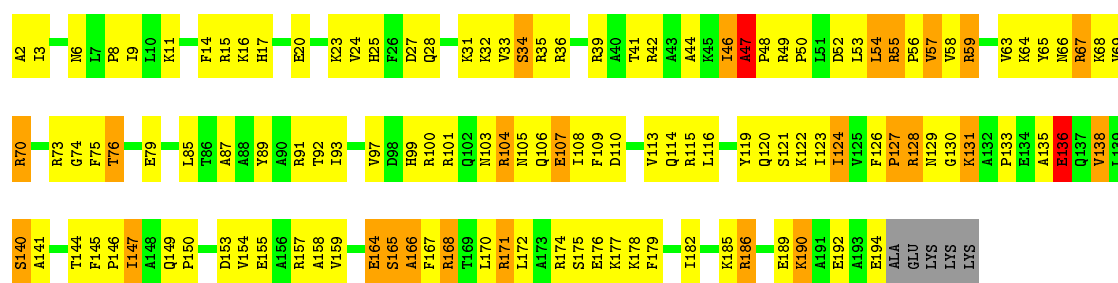 A2 I3 N6 L7 P8 I9 L10 K11 F14 R15 K16 H17 E20 K23 V24 H25 F26 D27 Q28 K31 K32 V33 S34 R35 R36 R39 A40 T41 R42 A43 A44 K45 I46 A47 P48 R49 P50 L51 D52 L53 L54 R55 P56 V57 V58 R59 V63 K64 Y65 N66 R67 K68 V69
R70 R73 G74 F75 T76 E79 L85 T86 A87 A88 Y89 A90 R91 T92 I93 V97 D98 H99 R100 R101 Q102 N103 R104 N105 Q106 E107 I108 F109 D110 V113 Q114 R115 L116 Y119 Q120 S121 K122 I123 I124 V125 F126 P127 R128 N129 G130 K131 A132 P133 E134 A135 E136 Q137 V138 L139
S140 A141 T144 F145 P146 I147 A148 Q149 P150 D153 V154 E155 A156 R157 A158 V159 E164 S165 A166 F167 R168 T169 L170 R171 L172 A173 R174 S175 E176 K177 K178 F179 I182 K185 R186 E189 K190 A191 E192 A193 E194 ALA GLU LYS LYS LYS